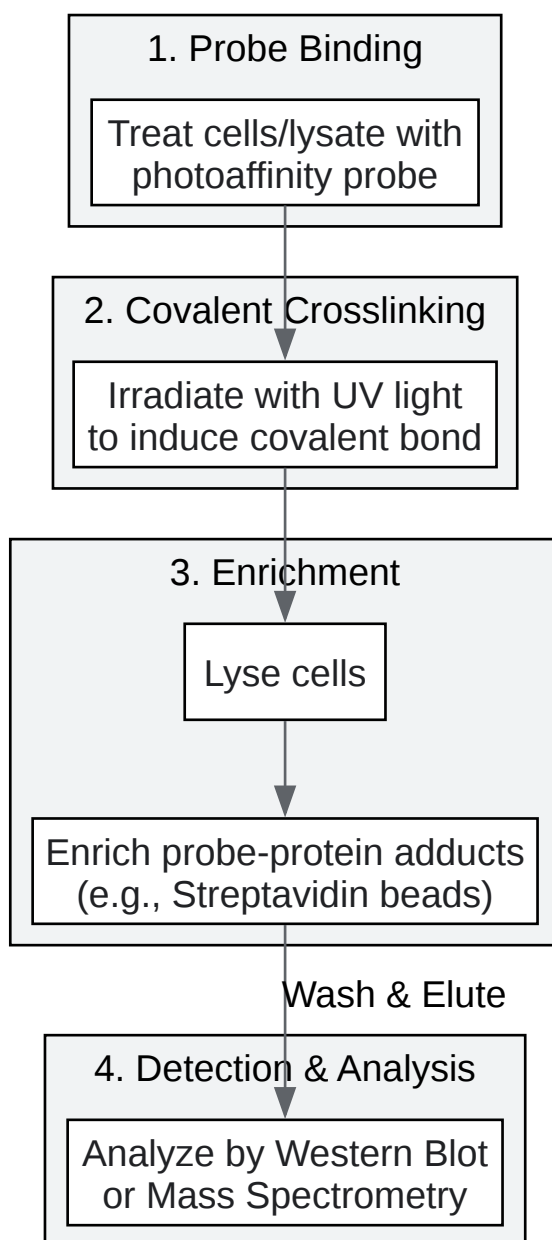 1. Probe Binding
Treat cells/lysate with
photoaffinity probe
2. Covalent Crosslinking
Irradiate with UV light
to induce covalent bond
3. Enrichment
Lyse cells
Enrich probe-protein adducts
(e.g., Streptavidin beads)
Wash & Elute
4. Detection & Analysis
Analyze by Western Blot
or Mass Spectrometry